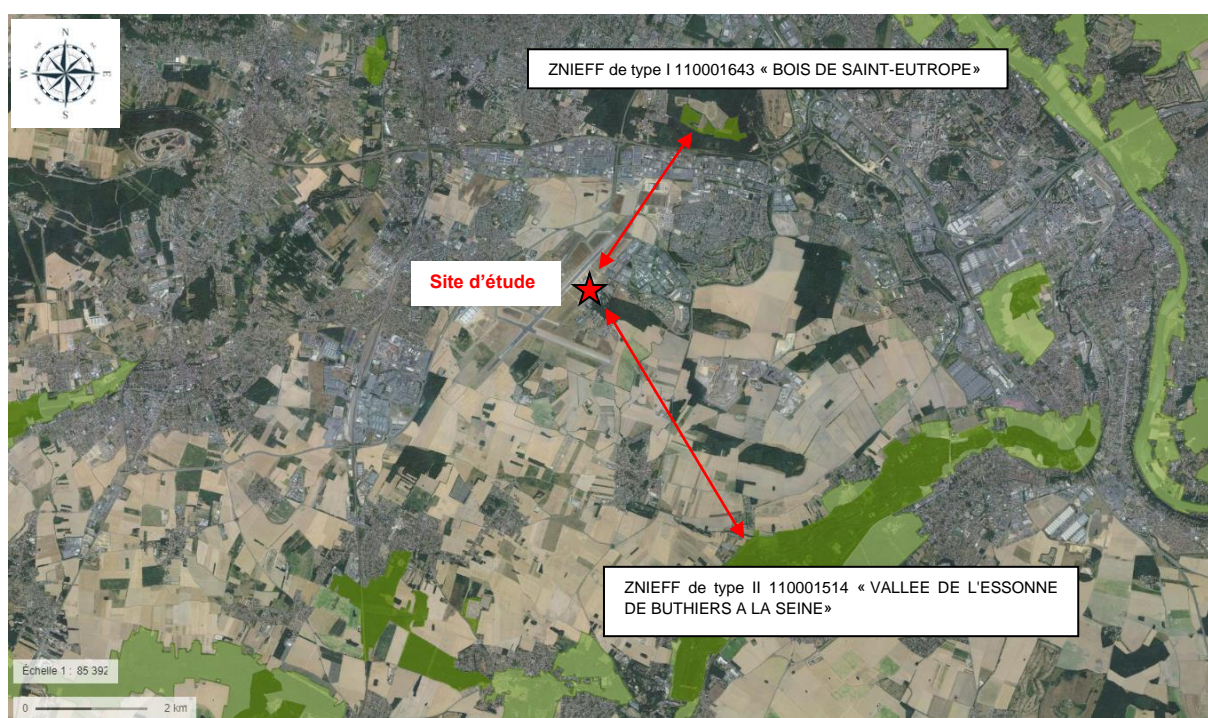 N
W
E
S
ZNIEFF de type I 110001643 « BOIS DE SAINT-EUTROPE»
Site d'étude
ZNIEFF de type II 110001514 « VALLEE DE L'ESSONNE
DE BUTHIERS A LA SEINE»
Échelle 1 : 85 392
0 2 km